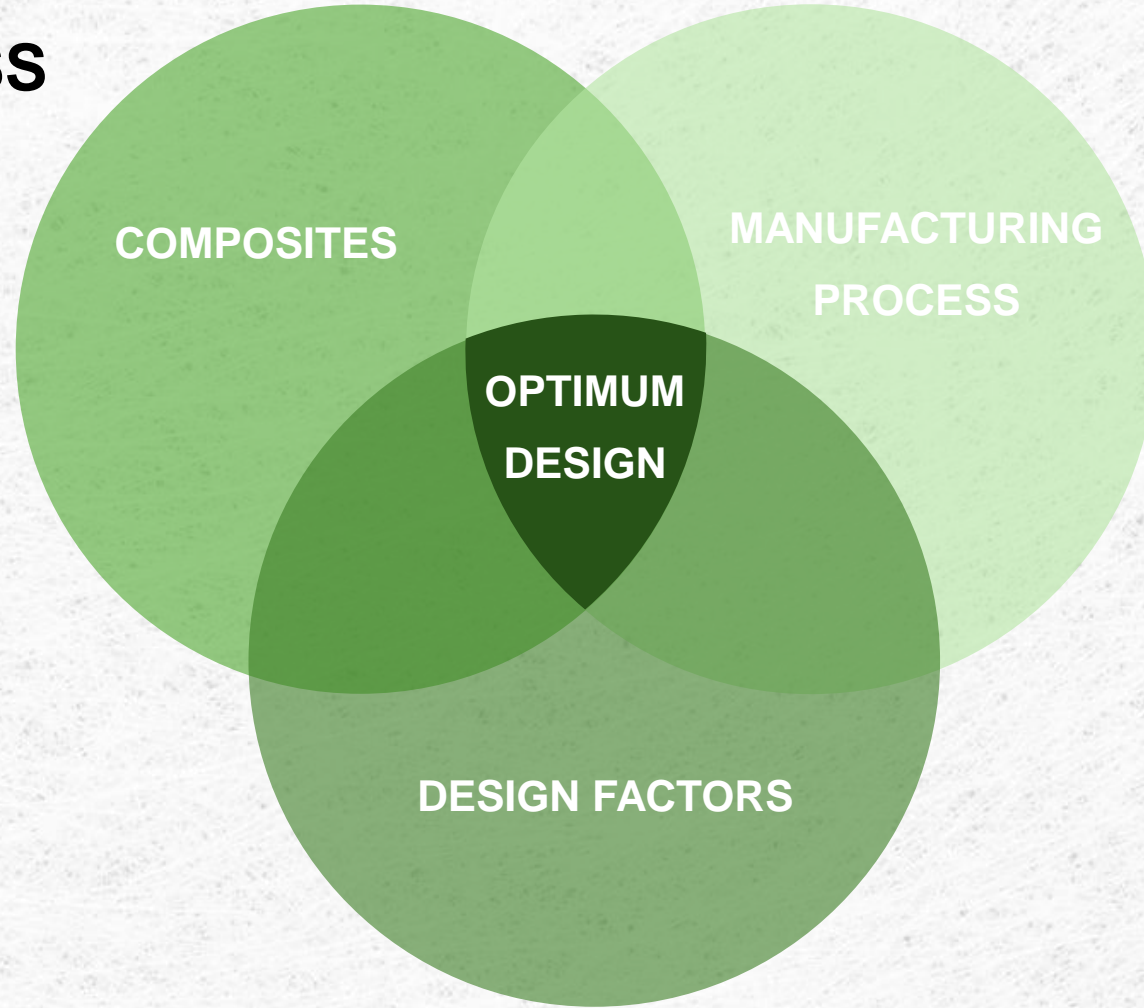 COMPOSITES
MANUFACTURING
PROCESS
OPTIMUM
DESIGN
DESIGN FACTORS